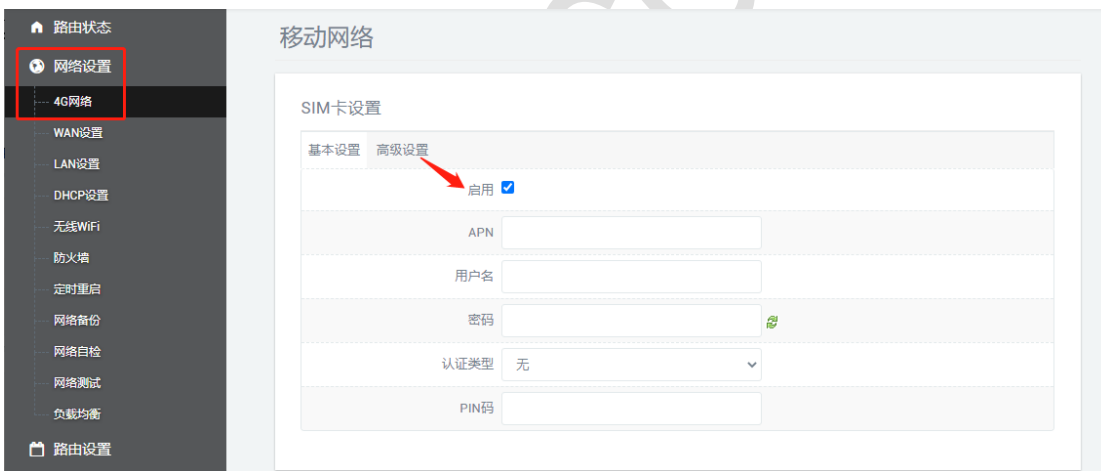 路由状态
网络设置
4G网络
WAN设置
LAN设置
DHCP设置
无线WiFi
防火墙
定时重启
网络备份
网络自检
网络测试
负载均衡
路由设置
移动网络
SIM卡设置
基本设置 高级设置
启用
APN
用户名
密码
认证类型 无
PIN码